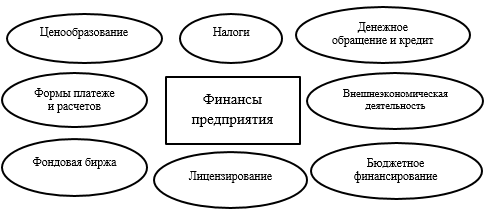 Ценообразование
Налоги
Денежное
обращение и кредит
Формы платеже
и расчетов
Финансы
предприятия
Внешнеэкономическая
деятельность
Фондовая биржа
Лицензирование
Бюджетное
финансирование